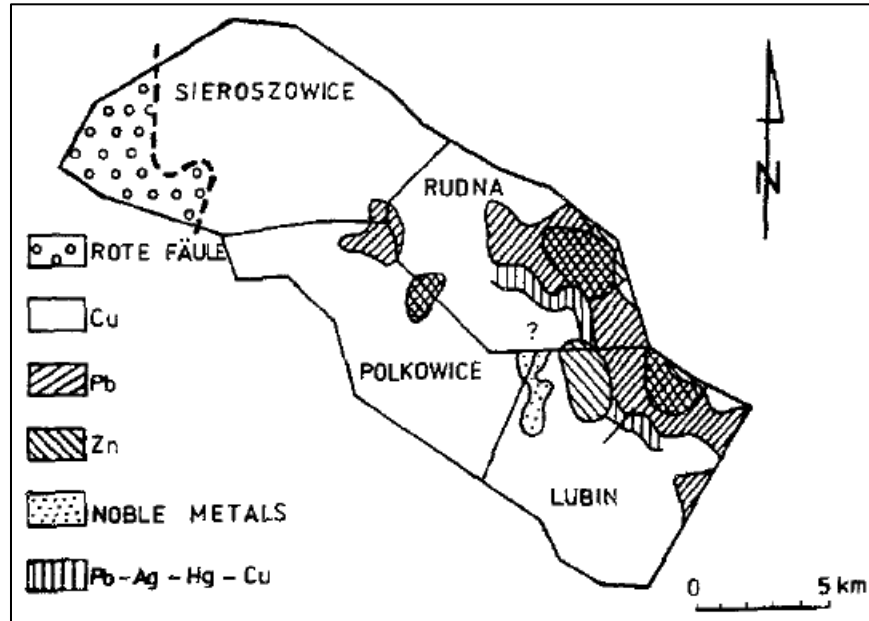 SIEROSZOWICE
RUDNA
N
ROTE FÄULE
Cu
?
Pb
POLKOWICE
Zn
NOBLE METALS
LUBIN
Pb-Ag-Hg-Cu
0 5 km